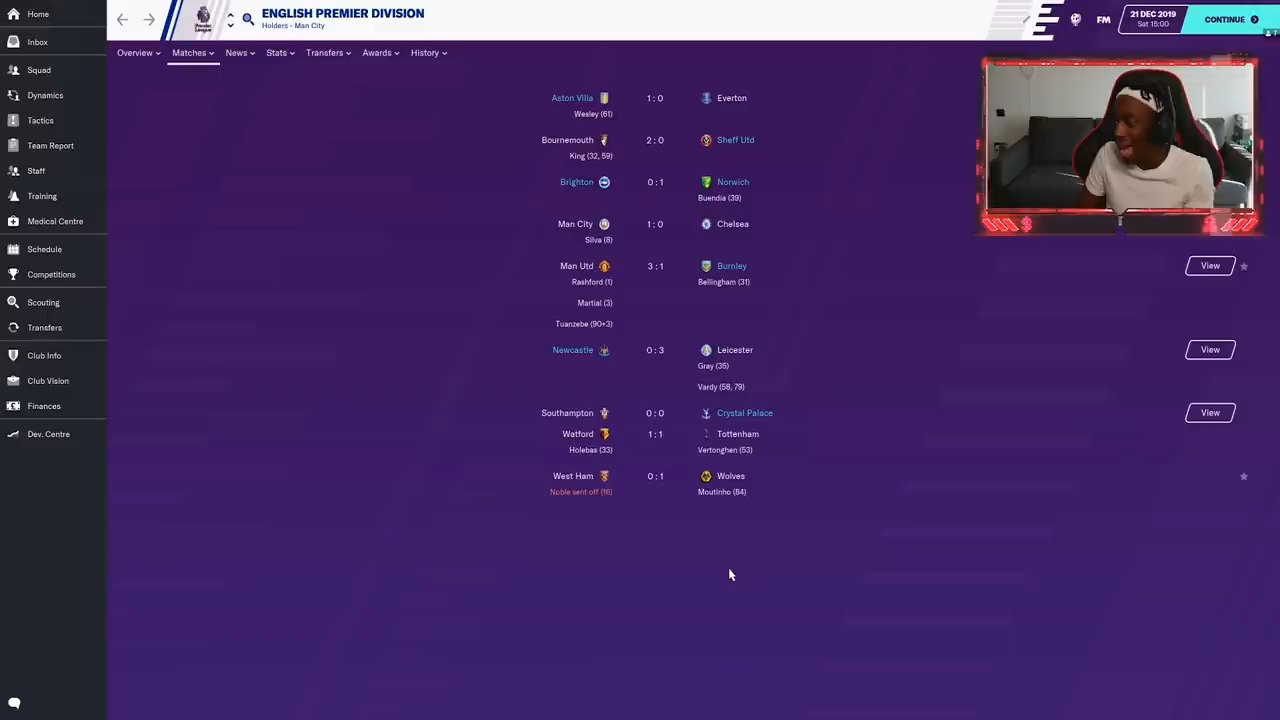 Home
ENGLISH PREMIER DIVISION
Holders - Man City
FM
21 DEC 2019
Sat 15:00
CONTINUE
7
Inbox
Overview Matches News Stats Transfers Awards History
Squad
Dynamics
Tactics
Team Report
Staff
Training
Medical Centre
Schedule
Competitions
Scouting
Transfers
Club Info
Club Vision
Finances
Dev. Centre
Aston Villa 1 : 0 Everton
Wesley (61)
Bournemouth 2 : 0 Sheff Utd
King (32, 59)
Brighton 0 : 1 Norwich
Buendia (39)
Man City 1 : 0 Chelsea
Silva (8)
Man Utd 3 : 1 Burnley View
Rashford (1) Bellingham (31)
Martial (3)
Tuanzebe (90+3)
Newcastle 0 : 3 Leicester View
Gray (35)
Vardy (58, 79)
Southampton 0 : 0 Crystal Palace View
Watford 1 : 1 Tottenham
Holebas (33) Vertonghen (53)
West Ham 0 : 1 Wolves
Noble sent off (16) Moutinho (84)